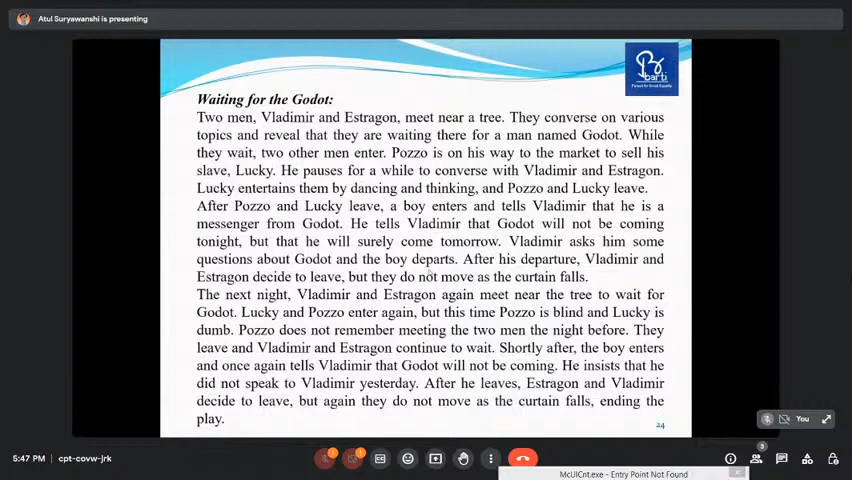 Atul Suryawanshi is presenting
barti
Waiting for the Godot:
Two men, Vladimir and Estragon, meet near a tree. They converse on various
topics and reveal that they are waiting there for a man named Godot. While
they wait, two other men enter. Pozzo is on his way to the market to sell his
slave, Lucky. He pauses for a while to converse with Vladimir and Estragon.
Lucky entertains them by dancing and thinking, and Pozzo and Lucky leave.
After Pozzo and Lucky leave, a boy enters and tells Vladimir that he is a
messenger from Godot. He tells Vladimir that Godot will not be coming
tonight, but that he will surely come tomorrow. Vladimir asks him some
questions about Godot and the boy departs. After his departure, Vladimir and
Estragon decide to leave, but they do not move as the curtain falls.
The next night, Vladimir and Estragon again meet near the tree to wait for
Godot. Lucky and Pozzo enter again, but this time Pozzo is blind and Lucky is
dumb. Pozzo does not remember meeting the two men the night before. They
leave and Vladimir and Estragon continue to wait. Shortly after, the boy enters
and once again tells Vladimir that Godot will not be coming. He insists that he
did not speak to Vladimir yesterday. After he leaves, Estragon and Vladimir
decide to leave, but again they do not move as the curtain falls, ending the
play.
24
You
5:47 PM | cpt-covw-jrk
McUICnt.exe - Entry Point Not Found